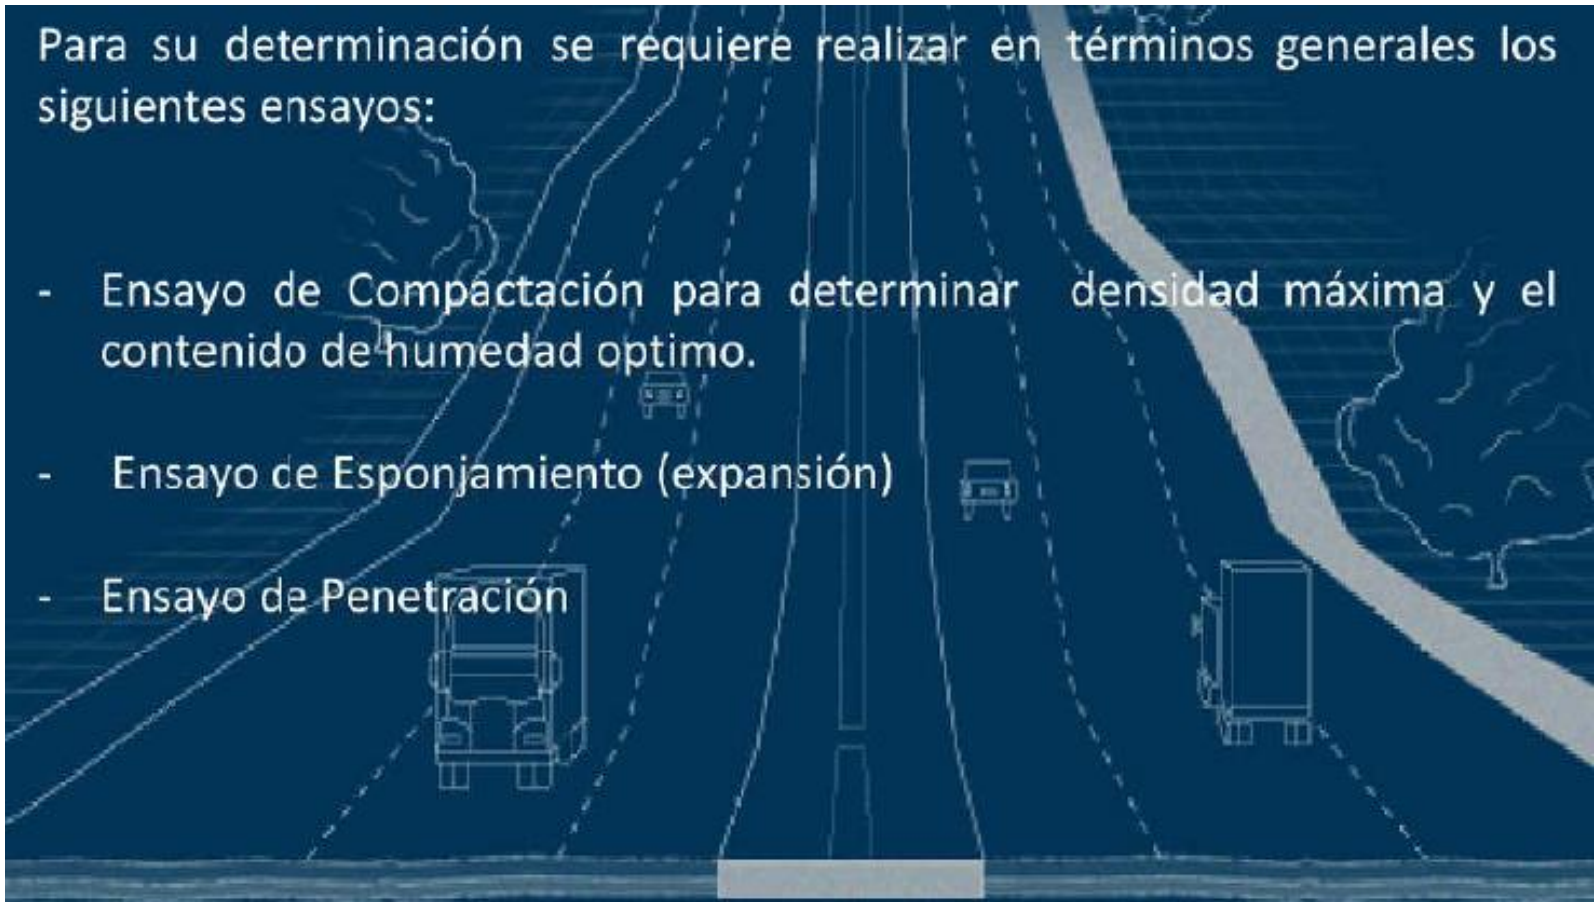 Para su determinación se requiere realizar en términos generales los
siguientes ensayos:
- Ensayo de Compactación para determinar densidad máxima y el
contenido de humedad optimo.
- Ensayo de Esponjamiento (expansión)
- Ensayo de Penetración